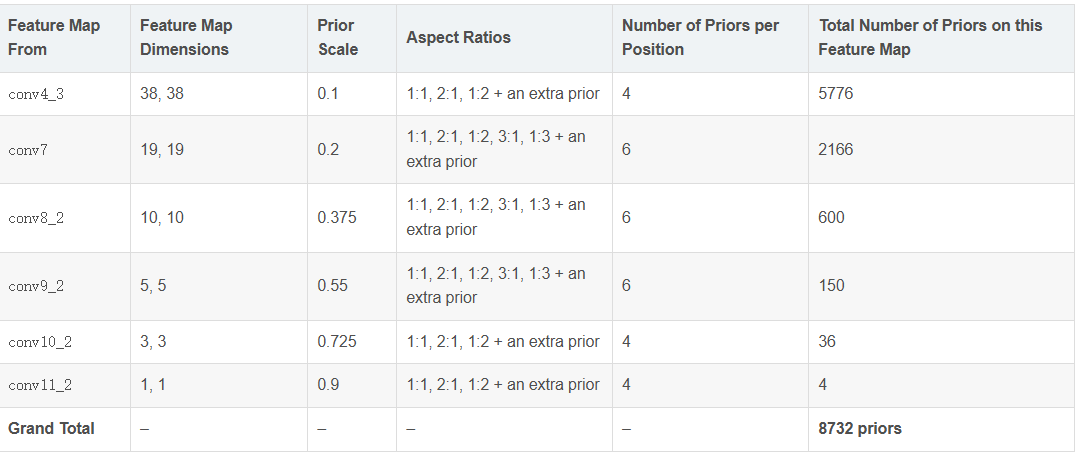 Feature Map From | Feature Map Dimensions | Prior Scale | Aspect Ratios | Number of Priors per Position | Total Number of Priors on this Feature Map
conv4_3 | 38, 38 | 0.1 | 1:1, 2:1, 1:2 + an extra prior | 4 | 5776
conv7 | 19, 19 | 0.2 | 1:1, 2:1, 1:2, 3:1, 1:3 + an extra prior | 6 | 2166
conv8_2 | 10, 10 | 0.375 | 1:1, 2:1, 1:2, 3:1, 1:3 + an extra prior | 6 | 600
conv9_2 | 5, 5 | 0.55 | 1:1, 2:1, 1:2, 3:1, 1:3 + an extra prior | 6 | 150
conv10_2 | 3, 3 | 0.725 | 1:1, 2:1, 1:2 + an extra prior | 4 | 36
conv11_2 | 1, 1 | 0.9 | 1:1, 2:1, 1:2 + an extra prior | 4 | 4
Grand Total | – | – | – | – | 8732 priors